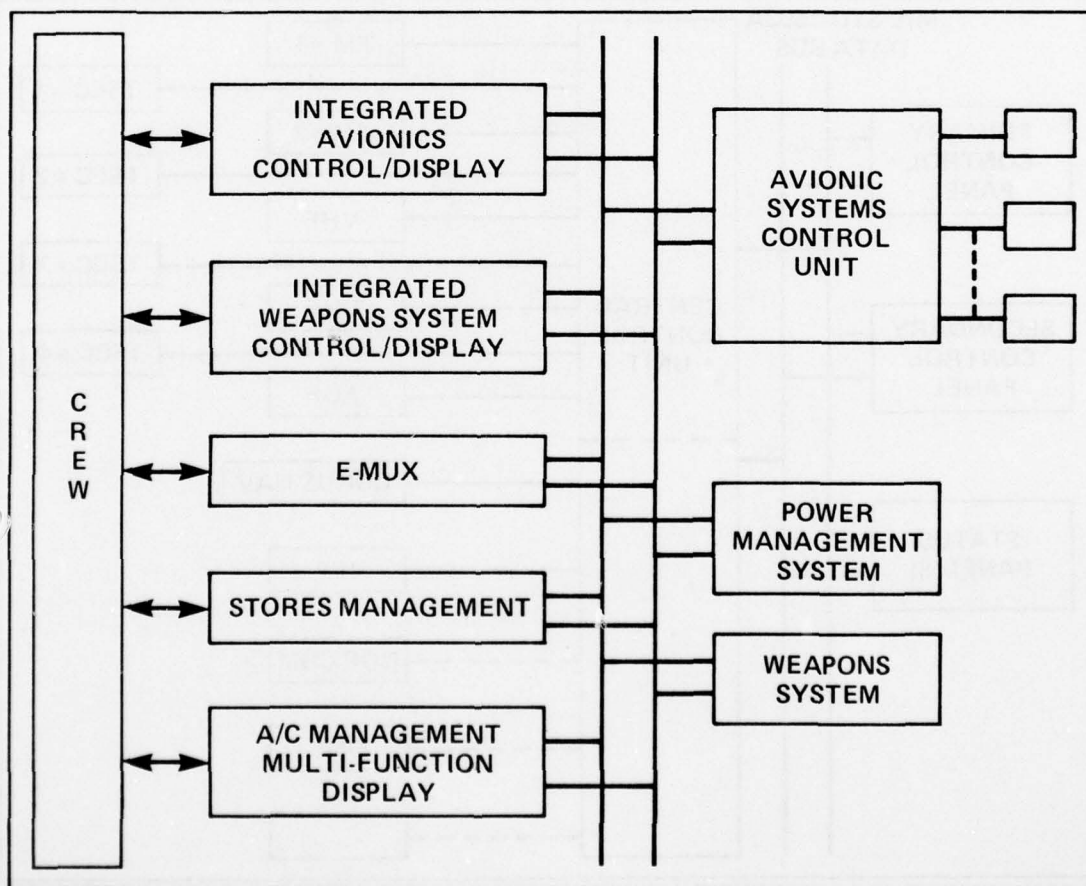 CREW
INTEGRATED
AVIONICS
CONTROL/DISPLAY
INTEGRATED
WEAPONS SYSTEM
CONTROL/DISPLAY
E-MUX
STORES MANAGEMENT
A/C MANAGEMENT
MULTI-FUNCTION
DISPLAY
AVIONIC
SYSTEMS
CONTROL
UNIT
POWER
MANAGEMENT
SYSTEM
WEAPONS
SYSTEM